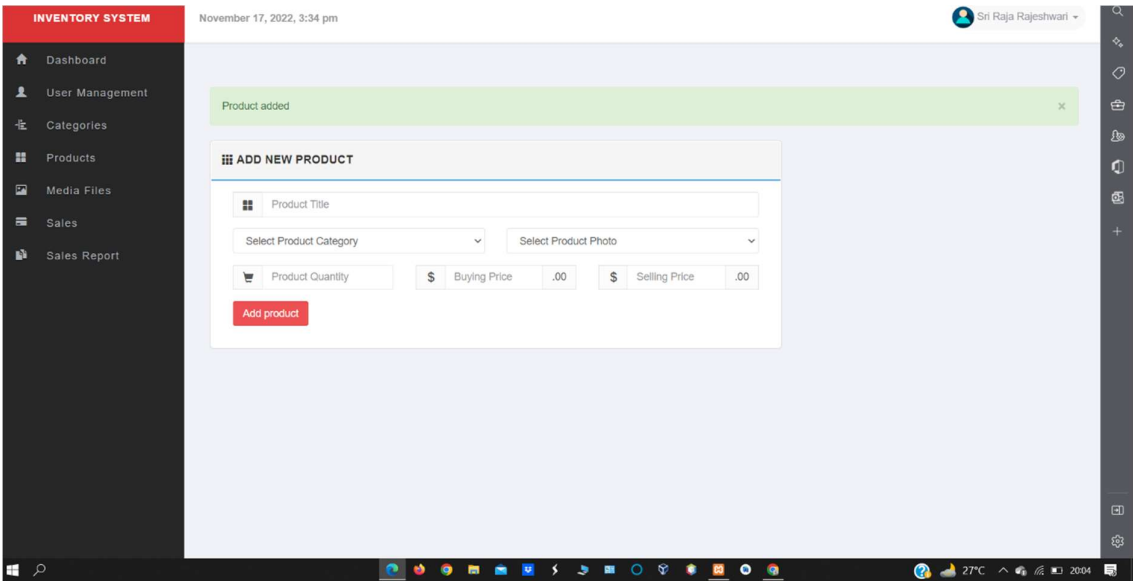 INVENTORY SYSTEM
November 17, 2022, 3:34 pm
Sri Raja Rajeshwari
Dashboard
User Management
Categories
Products
Media Files
Sales
Sales Report
Product added
×
ADD NEW PRODUCT
Product Title
Select Product Category
Select Product Photo
Product Quantity
$ Buying Price .00
$ Selling Price .00
Add product
27°C
20:04